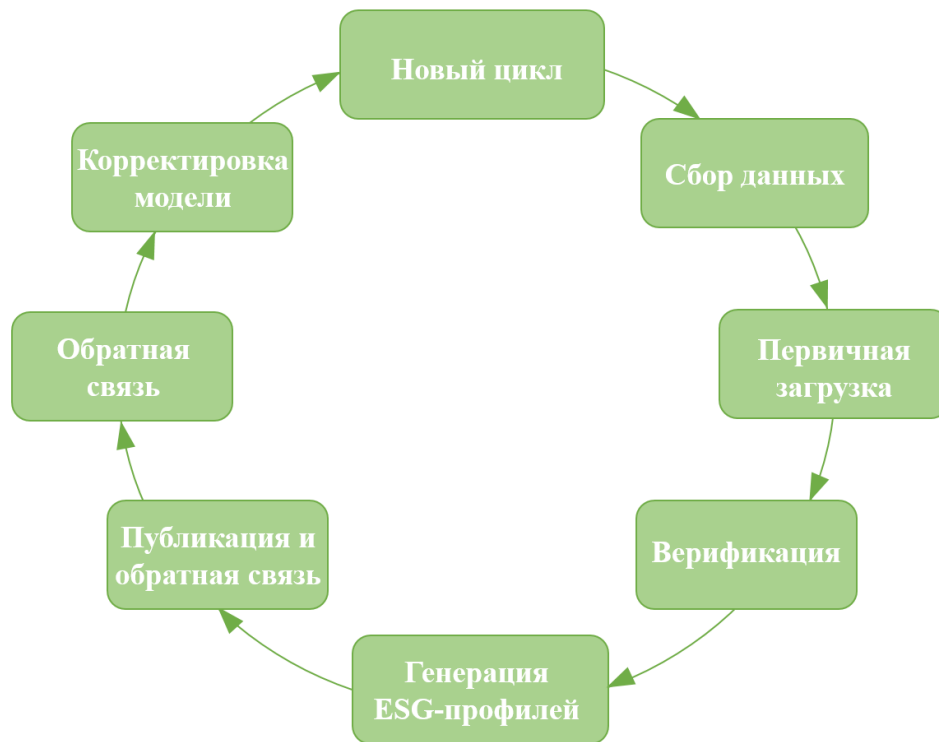 Новый цикл
Сбор данных
Первичная
загрузка
Верификация
Генерация
ESG-профилей
Публикация и
обратная связь
Обратная
связь
Корректировка
модели